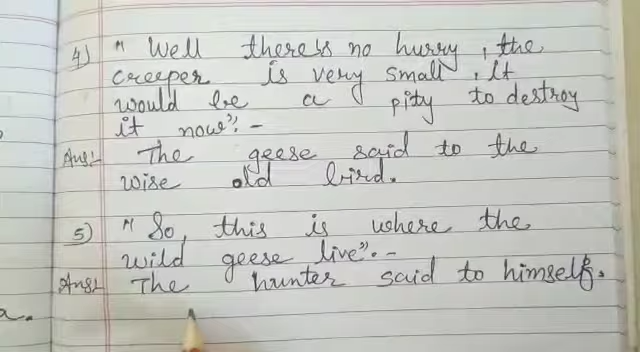 4) " Well there's no hurry, the
creeper is very small, it
would be a pity to destroy
it now". -
Ans:- The geese said to the
wise old bird.
5) " So, this is where the
wild geese live". -
Ans:- The hunter said to himself.
a.